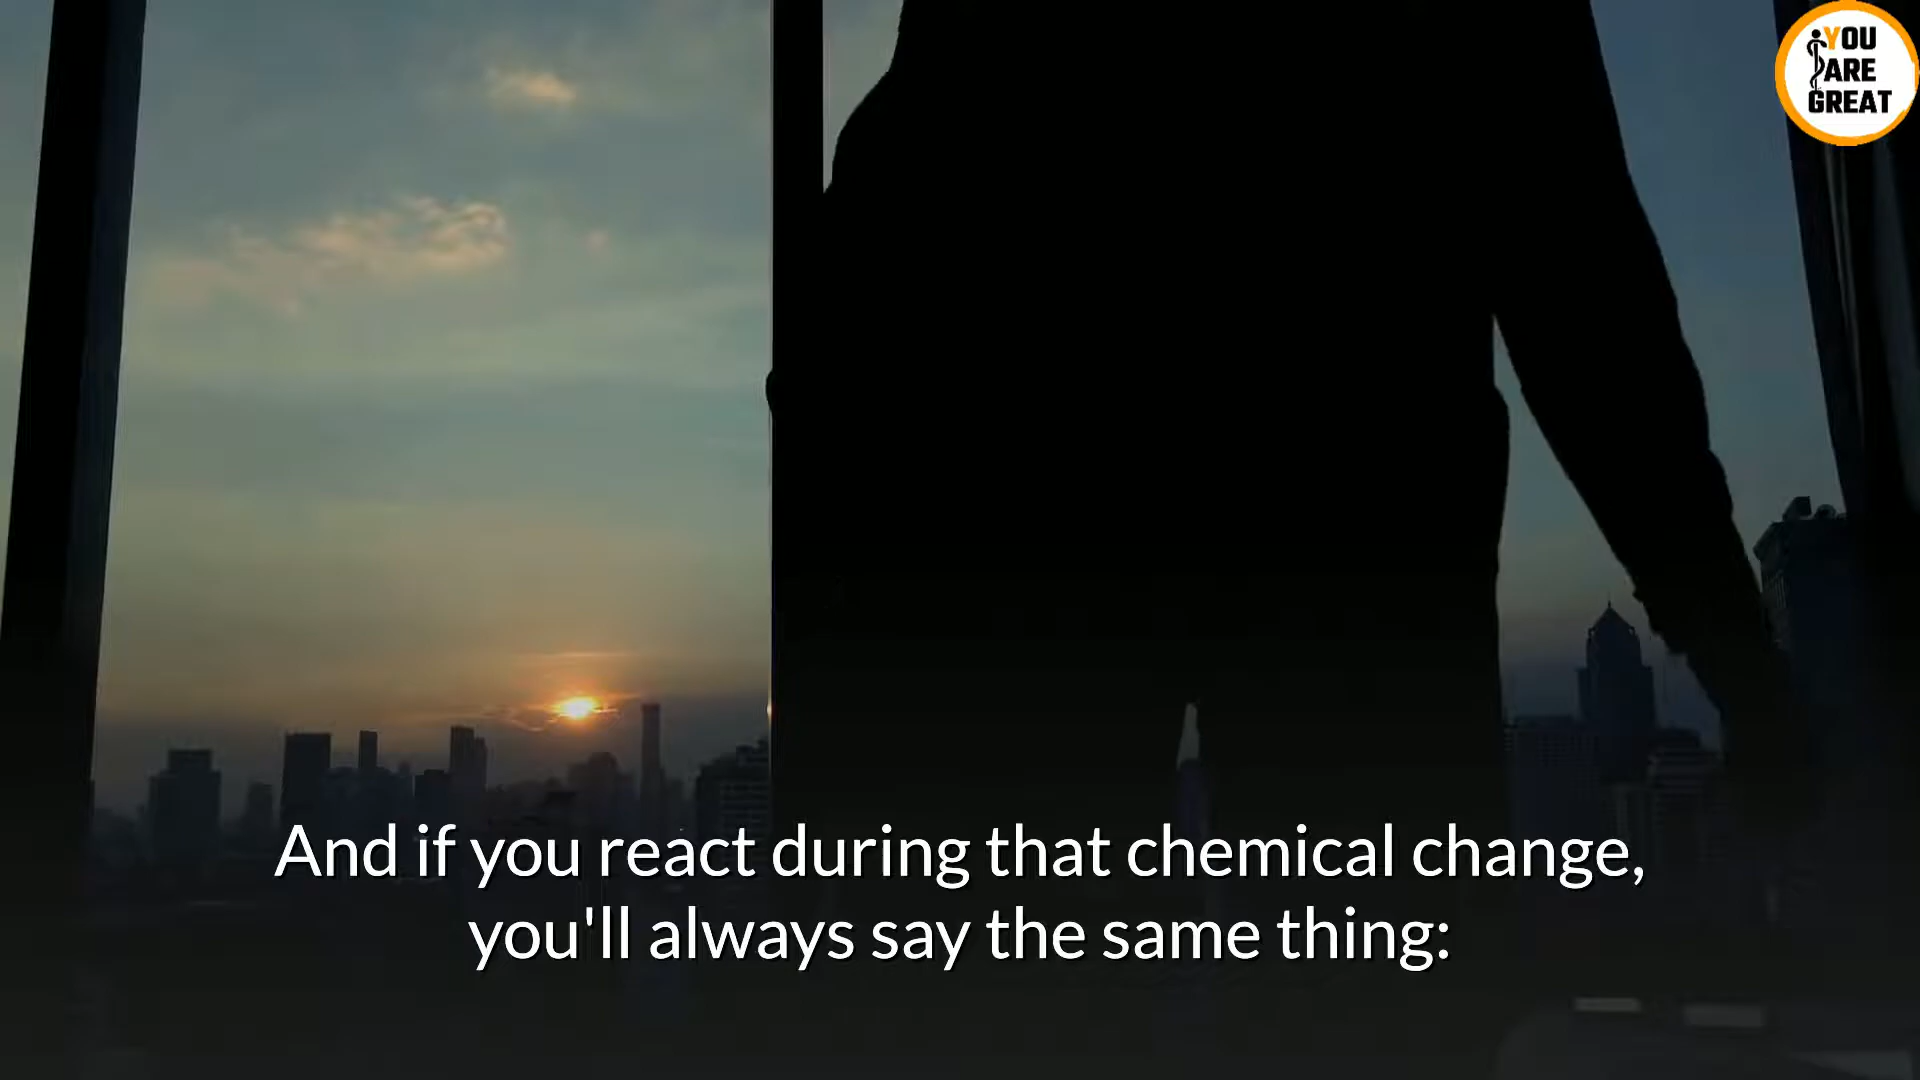 YOU
ARE
GREAT
And if you react during that chemical change,
you'll always say the same thing: